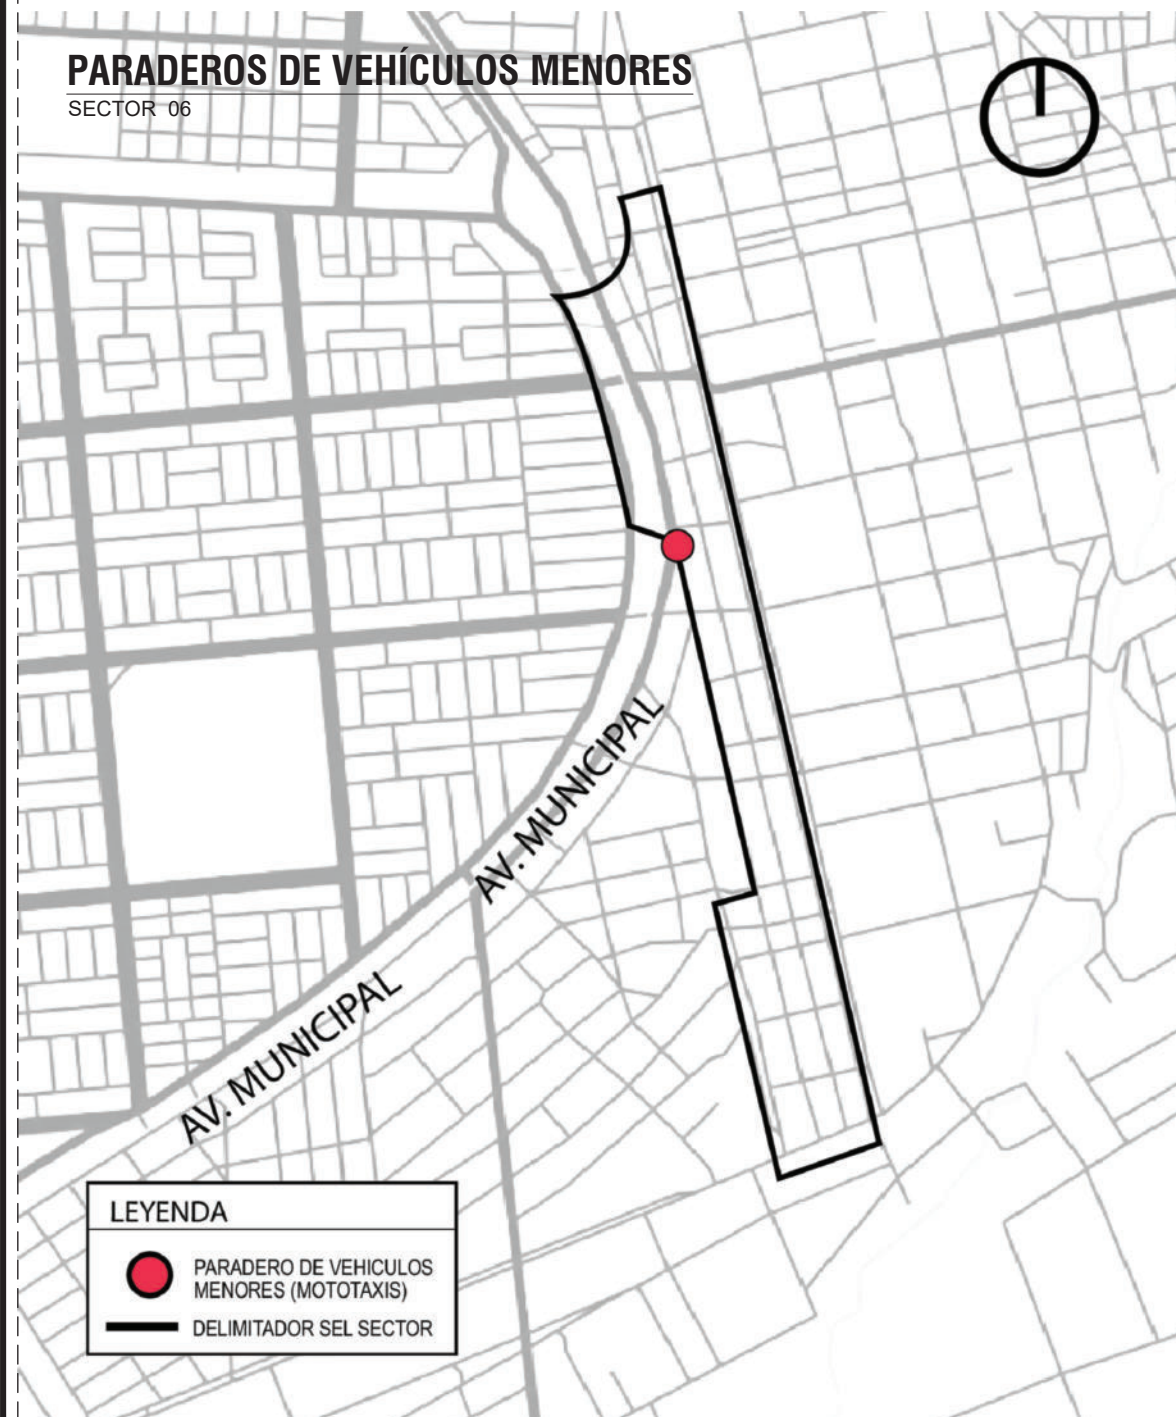 PARADEROS DE VEHÍCULOS MENORES
SECTOR 06
AV. MUNICIPAL
AV. MUNICIPAL
LEYENDA
PARADERO DE VEHICULOS
MENORES (MOTOTAXIS)
DELIMITADOR SEL SECTOR